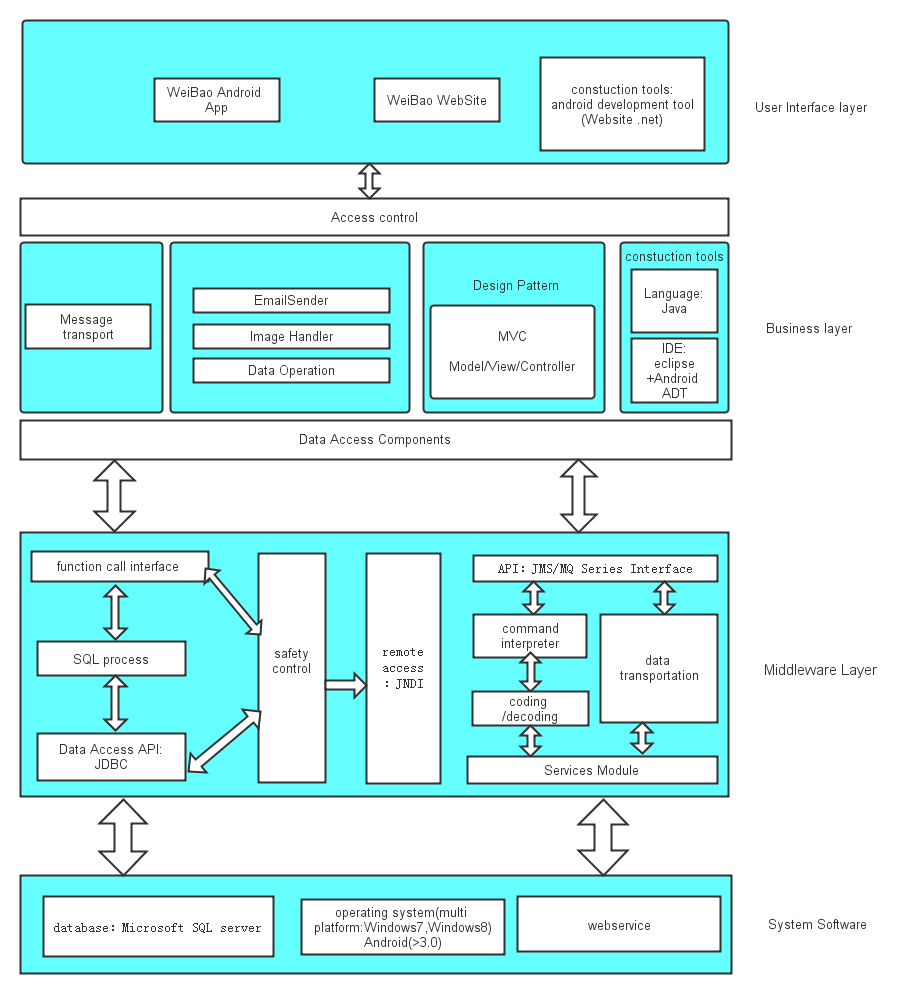 WeiBao Android
App
WeiBao WebSite
constuction tools:
android development tool
(Website .net)
User Interface layer
Access control
Message
transport
EmailSender
Image Handler
Data Operation
Design Pattern
MVC
Model/View/Controller
constuction tools
Language:
Java
IDE:
eclipse
+Android
ADT
Business layer
Data Access Components
function call interface
SQL process
Data Access API:
JDBC
safety
control
remote
access
: JNDI
API: JMS/MQ Series Interface
command
interpreter
coding
/decoding
data
transportation
Services Module
Middleware Layer
database: Microsoft SQL server
operating system(multi
platform:Windows7,Windows8)
Android(>3.0)
webservice
System Software